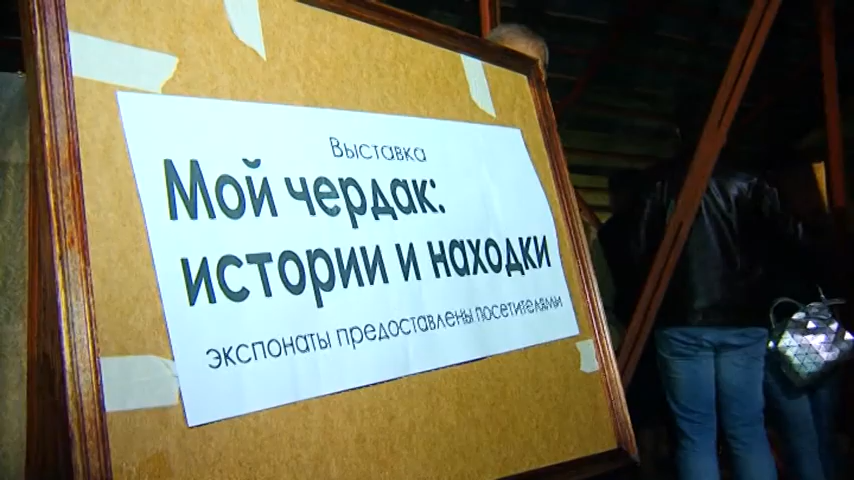 Выставка
Мой чердак:
истории и находки
экспонаты предоставлены посетителями